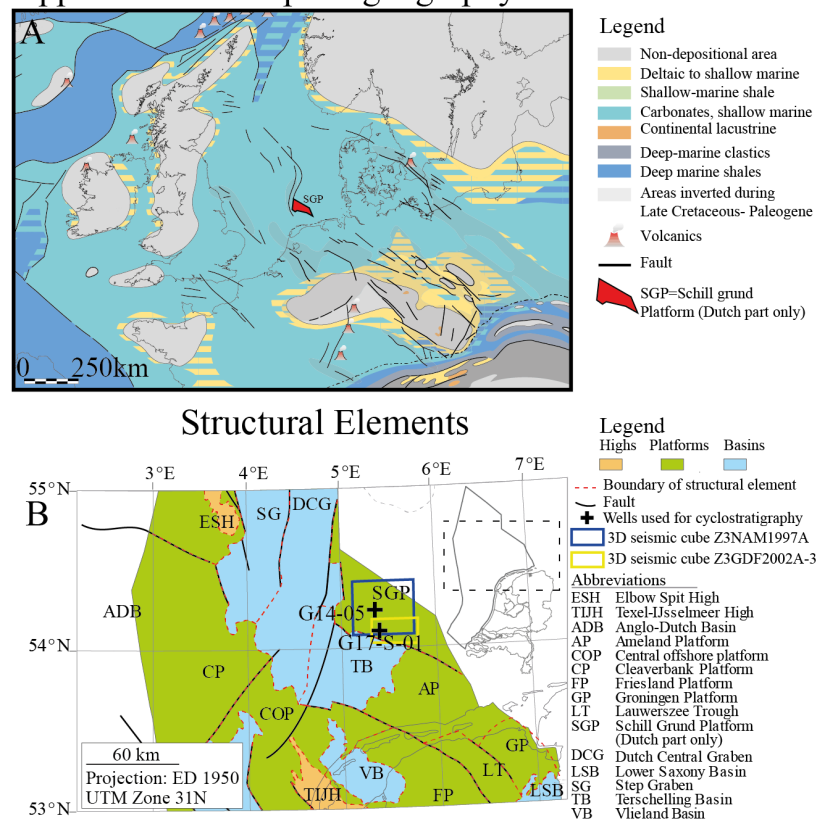 A
Legend
Non-depositional area
Deltaic to shallow marine
Shallow-marine shale
Carbonates, shallow marine
Continental lacustrine
Deep-marine clastics
Deep marine shales
Areas inverted during
Late Cretaceous- Paleogene
Volcanics
Fault
SGP=Schill grund
Platform (Dutch part only)
SGP
0 250km
Structural Elements
Legend
Highs Platforms Basins
Boundary of structural element
Fault
Wells used for cyclostratigraphy
3D seismic cube Z3NAM1997A
3D seismic cube Z3GDF2002A-3
Abbreviations
ESH Elbow Spit High
TIJH Texel-IJsselmeer High
ADB Anglo-Dutch Basin
AP Ameland Platform
COP Central offshore platform
CP Cleaverbank Platform
FP Friesland Platform
GP Groningen Platform
LT Lauwerszee Trough
SGP Schill Grund Platform
(Dutch part only)
DCG Dutch Central Graben
LSB Lower Saxony Basin
SG Step Graben
TB Terschelling Basin
VB Vlieland Basin
3°E 4°E 5°E 6°E 7°E
55°N
B
ESH SG DCG
ADB
SGP
G14-05
G17-S-01
54°N
CP TB
AP
COP
GP
LT
VB
TIJH FP LSB
60 km
Projection: ED 1950
UTM Zone 31N
53°N